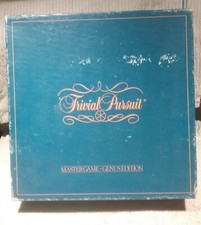 Trivial Pursuit
MASTER GAME - GENUS EDITION